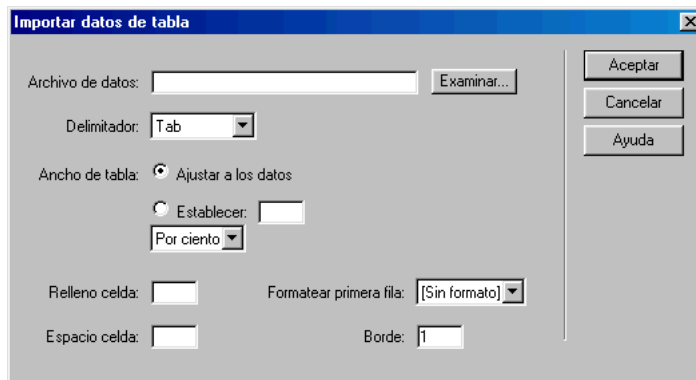 Importar datos de tabla
Archivo de datos: Examinar... Aceptar
Cancelar
Delimitador: Tab
Ayuda
Ancho de tabla: Ajustar a los datos
Establecer:
Por ciento
Relleno celda: Formatear primera fila: [Sin formato]
Espacio celda: Borde: 1